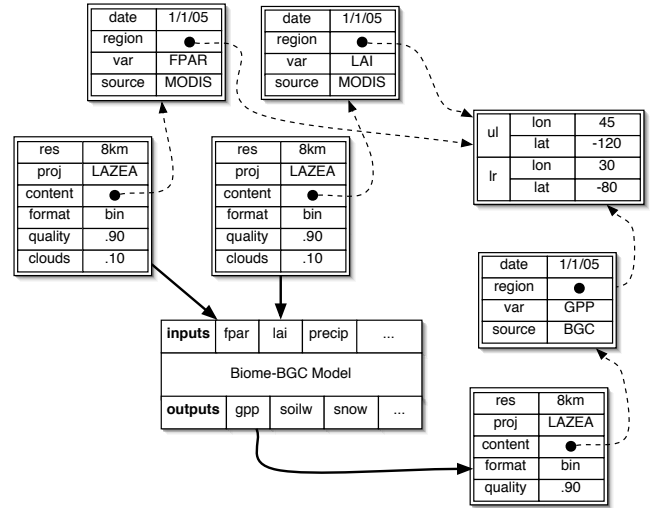 date 1/1/05
region
var FPAR
source MODIS
date 1/1/05
region
var LAI
source MODIS
ul lon 45
lat -120
lr lon 30
lat -80
res 8km
proj LAZEA
content
format bin
quality .90
clouds .10
res 8km
proj LAZEA
content
format bin
quality .90
clouds .10
date 1/1/05
region
var GPP
source BGC
inputs fpar lai precip ...
Biome-BGC Model
outputs gpp soilw snow ...
res 8km
proj LAZEA
content
format bin
quality .90